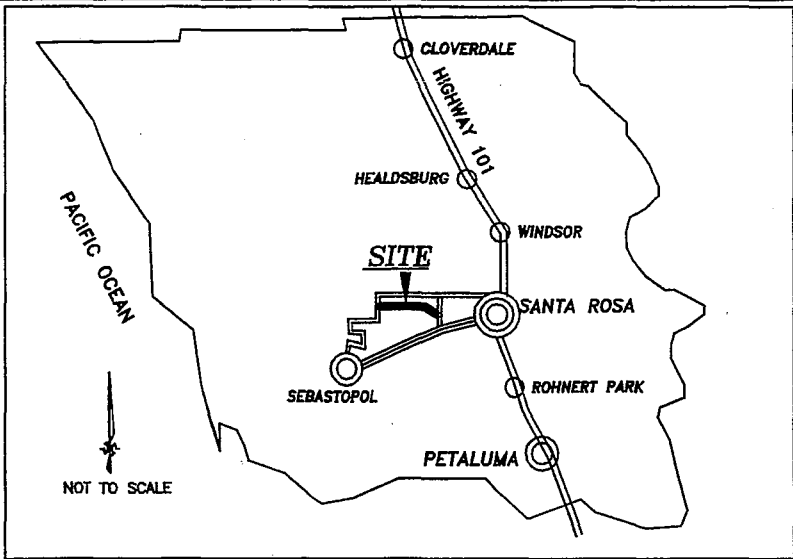 CLOVERDALE
HIGHWAY 101
HEALDSBURG
PACIFIC OCEAN
WINDSOR
SITE
SANTA ROSA
SEBASTOPOL
ROHNERT PARK
PETALUMA
NOT TO SCALE